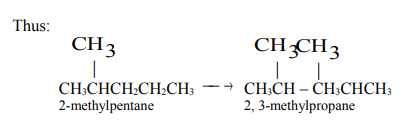 Thus:
CH₃ CH₃CH₃
CH₃CHCH₂CH₂CH₃ → CH₃CH – CH₃CHCH₃
2-methylpentane 2, 3-methylpropane